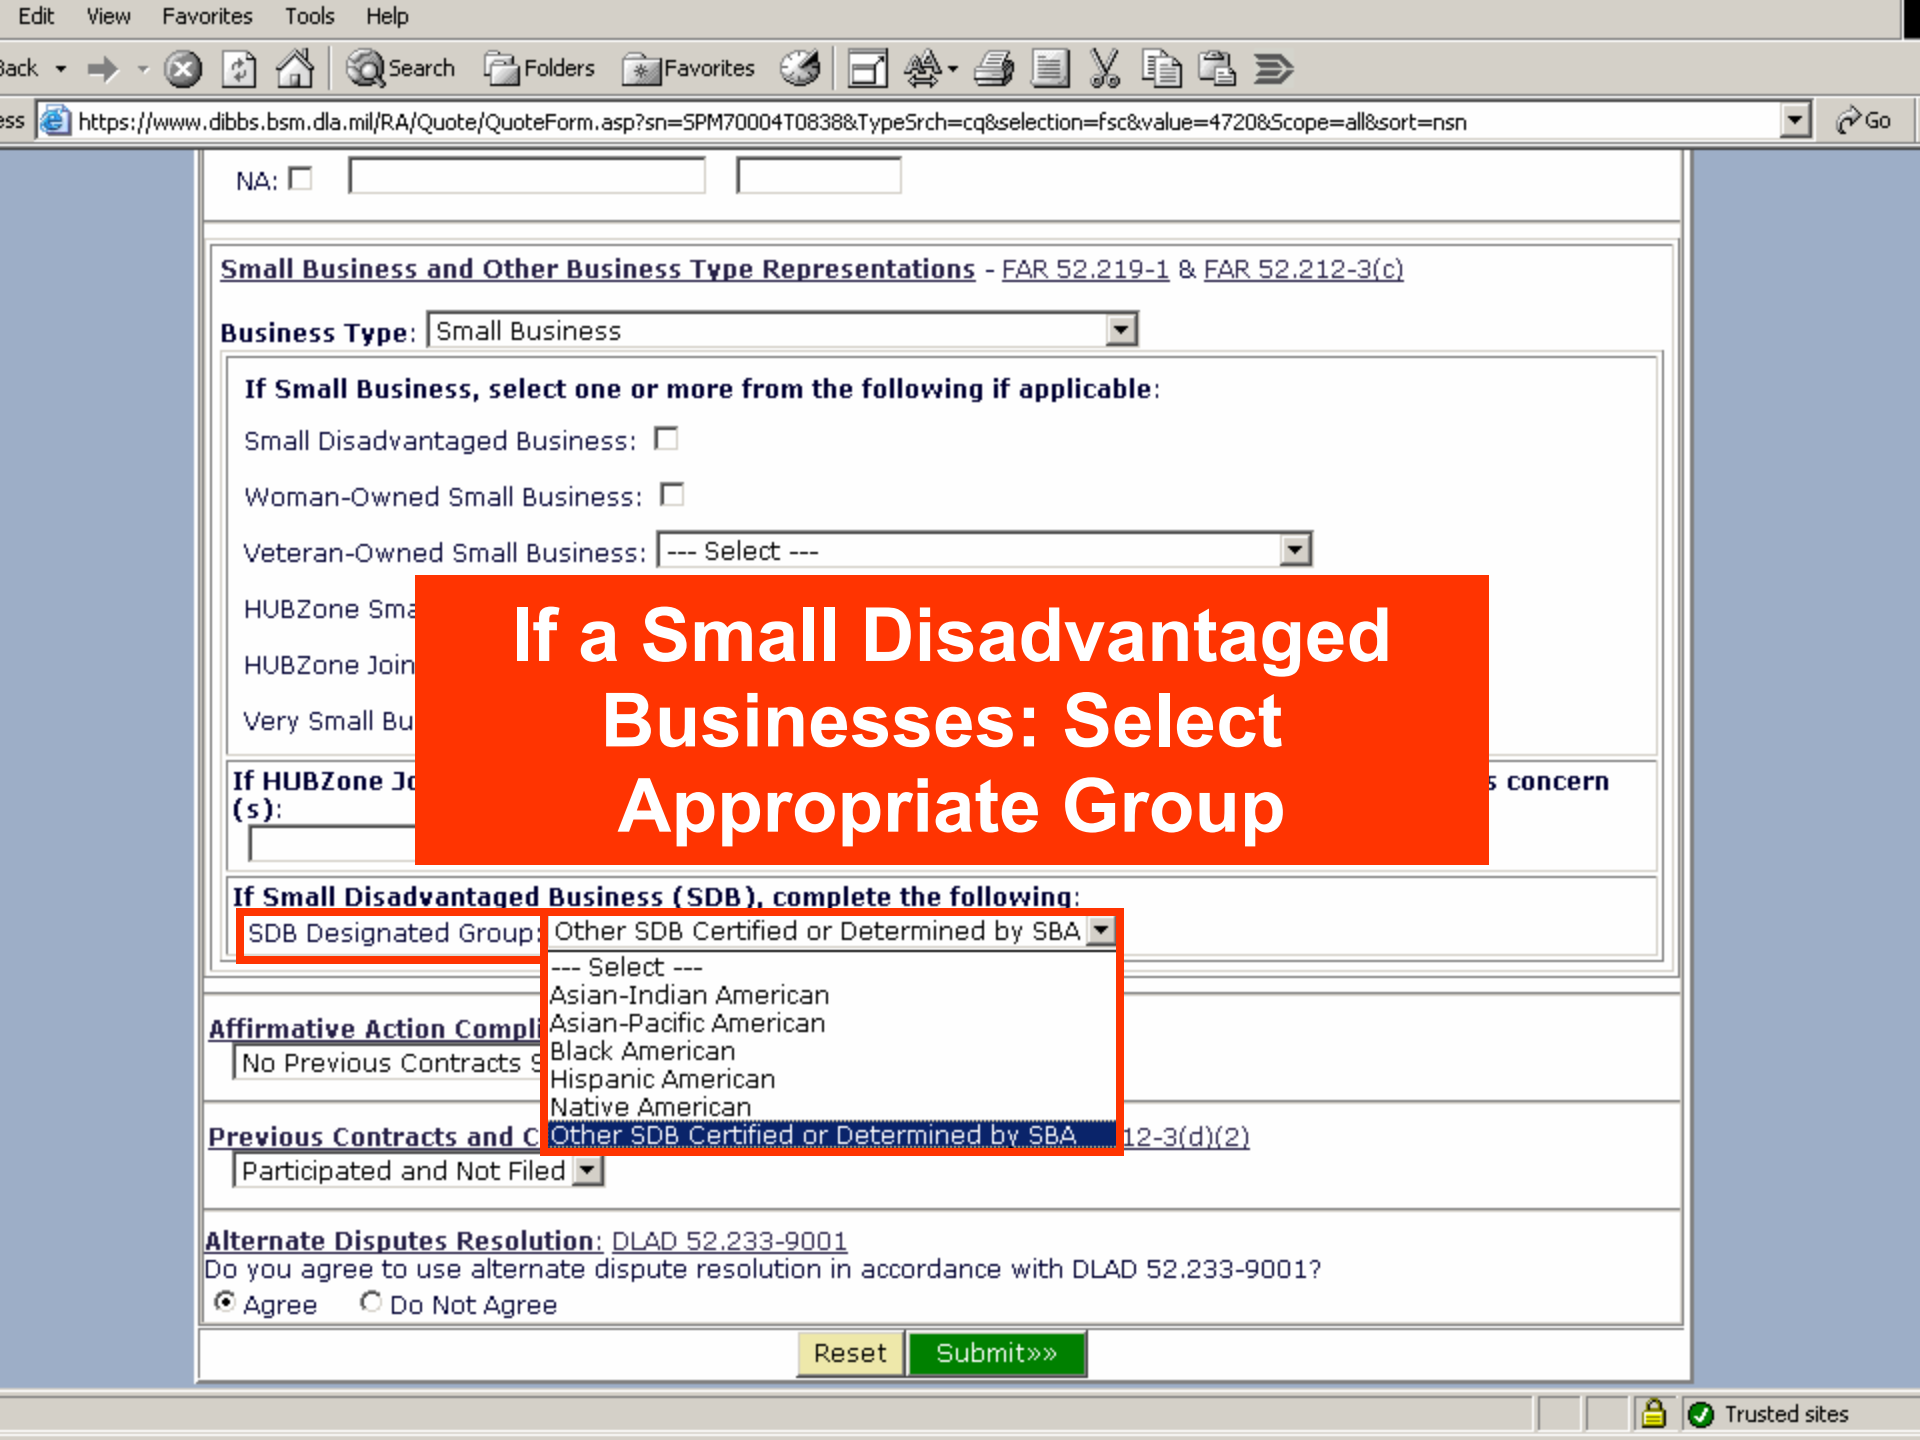 Edit View Favorites Tools Help
Back Search Folders Favorites
https://www.dibbs.bsm.dla.mil/RA/Quote/QuoteForm.asp?sn=SPM70004T0838&TypeSrch=cq&selection=fsc&value=4720&Scope=all&sort=nsn Go
NA:
Small Business and Other Business Type Representations - FAR 52.219-1 & FAR 52.212-3(c)
Business Type: Small Business
If Small Business, select one or more from the following if applicable:
Small Disadvantaged Business:
Woman-Owned Small Business:
Veteran-Owned Small Business: --- Select ---
HUBZone Sma
HUBZone Join
Very Small Bu
If a Small Disadvantaged
Businesses: Select
Appropriate Group
If HUBZone Jo s concern
(s):
If Small Disadvantaged Business (SDB), complete the following:
SDB Designated Group: Other SDB Certified or Determined by SBA
--- Select ---
Asian-Indian American
Asian-Pacific American
Black American
Hispanic American
Native American
Other SDB Certified or Determined by SBA
Affirmative Action Compli
No Previous Contracts S
Previous Contracts and C 12-3(d)(2)
Participated and Not Filed
Alternate Disputes Resolution: DLAD 52.233-9001
Do you agree to use alternate dispute resolution in accordance with DLAD 52.233-9001?
Agree Do Not Agree
Reset Submit»»
Trusted sites